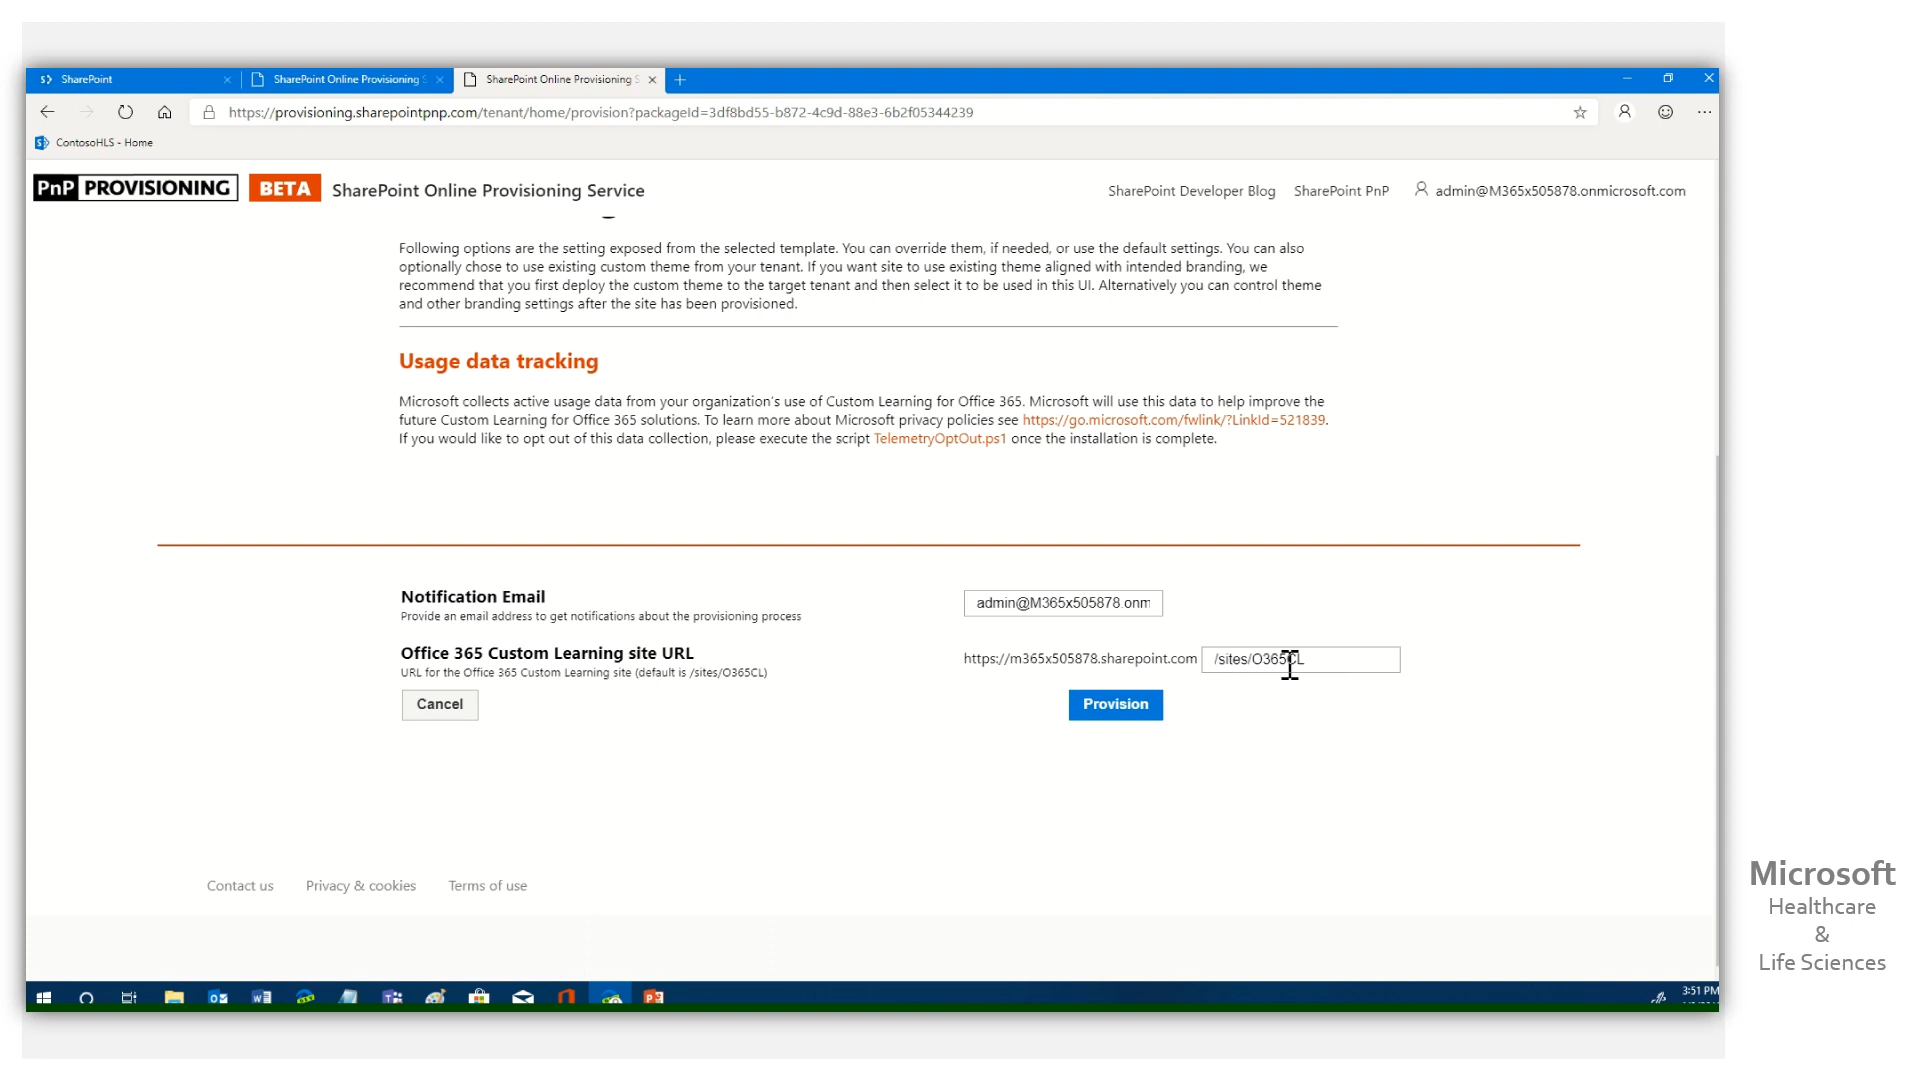 SharePoint
SharePoint Online Provisioning S
SharePoint Online Provisioning S
https://provisioning.sharepointpnp.com/tenant/home/provision?packageId=3df8bd55-b872-4c9d-88e3-6b2f05344239
ContosoHLS - Home
PnP PROVISIONING BETA SharePoint Online Provisioning Service
SharePoint Developer Blog SharePoint PnP admin@M365x505878.onmicrosoft.com
Following options are the setting exposed from the selected template. You can override them, if needed, or use the default settings. You can also
optionally chose to use existing custom theme from your tenant. If you want site to use existing theme aligned with intended branding, we
recommend that you first deploy the custom theme to the target tenant and then select it to be used in this UI. Alternatively you can control theme
and other branding settings after the site has been provisioned.
Usage data tracking
Microsoft collects active usage data from your organization's use of Custom Learning for Office 365. Microsoft will use this data to help improve the
future Custom Learning for Office 365 solutions. To learn more about Microsoft privacy policies see https://go.microsoft.com/fwlink/?LinkId=521839.
If you would like to opt out of this data collection, please execute the script TelemetryOptOut.ps1 once the installation is complete.
Notification Email
Provide an email address to get notifications about the provisioning process
admin@M365x505878.onm
Office 365 Custom Learning site URL
URL for the Office 365 Custom Learning site (default is /sites/O365CL)
https://m365x505878.sharepoint.com /sites/O365CL
Cancel
Provision
Contact us Privacy & cookies Terms of use
3:51 PM
Microsoft
Healthcare
&
Life Sciences